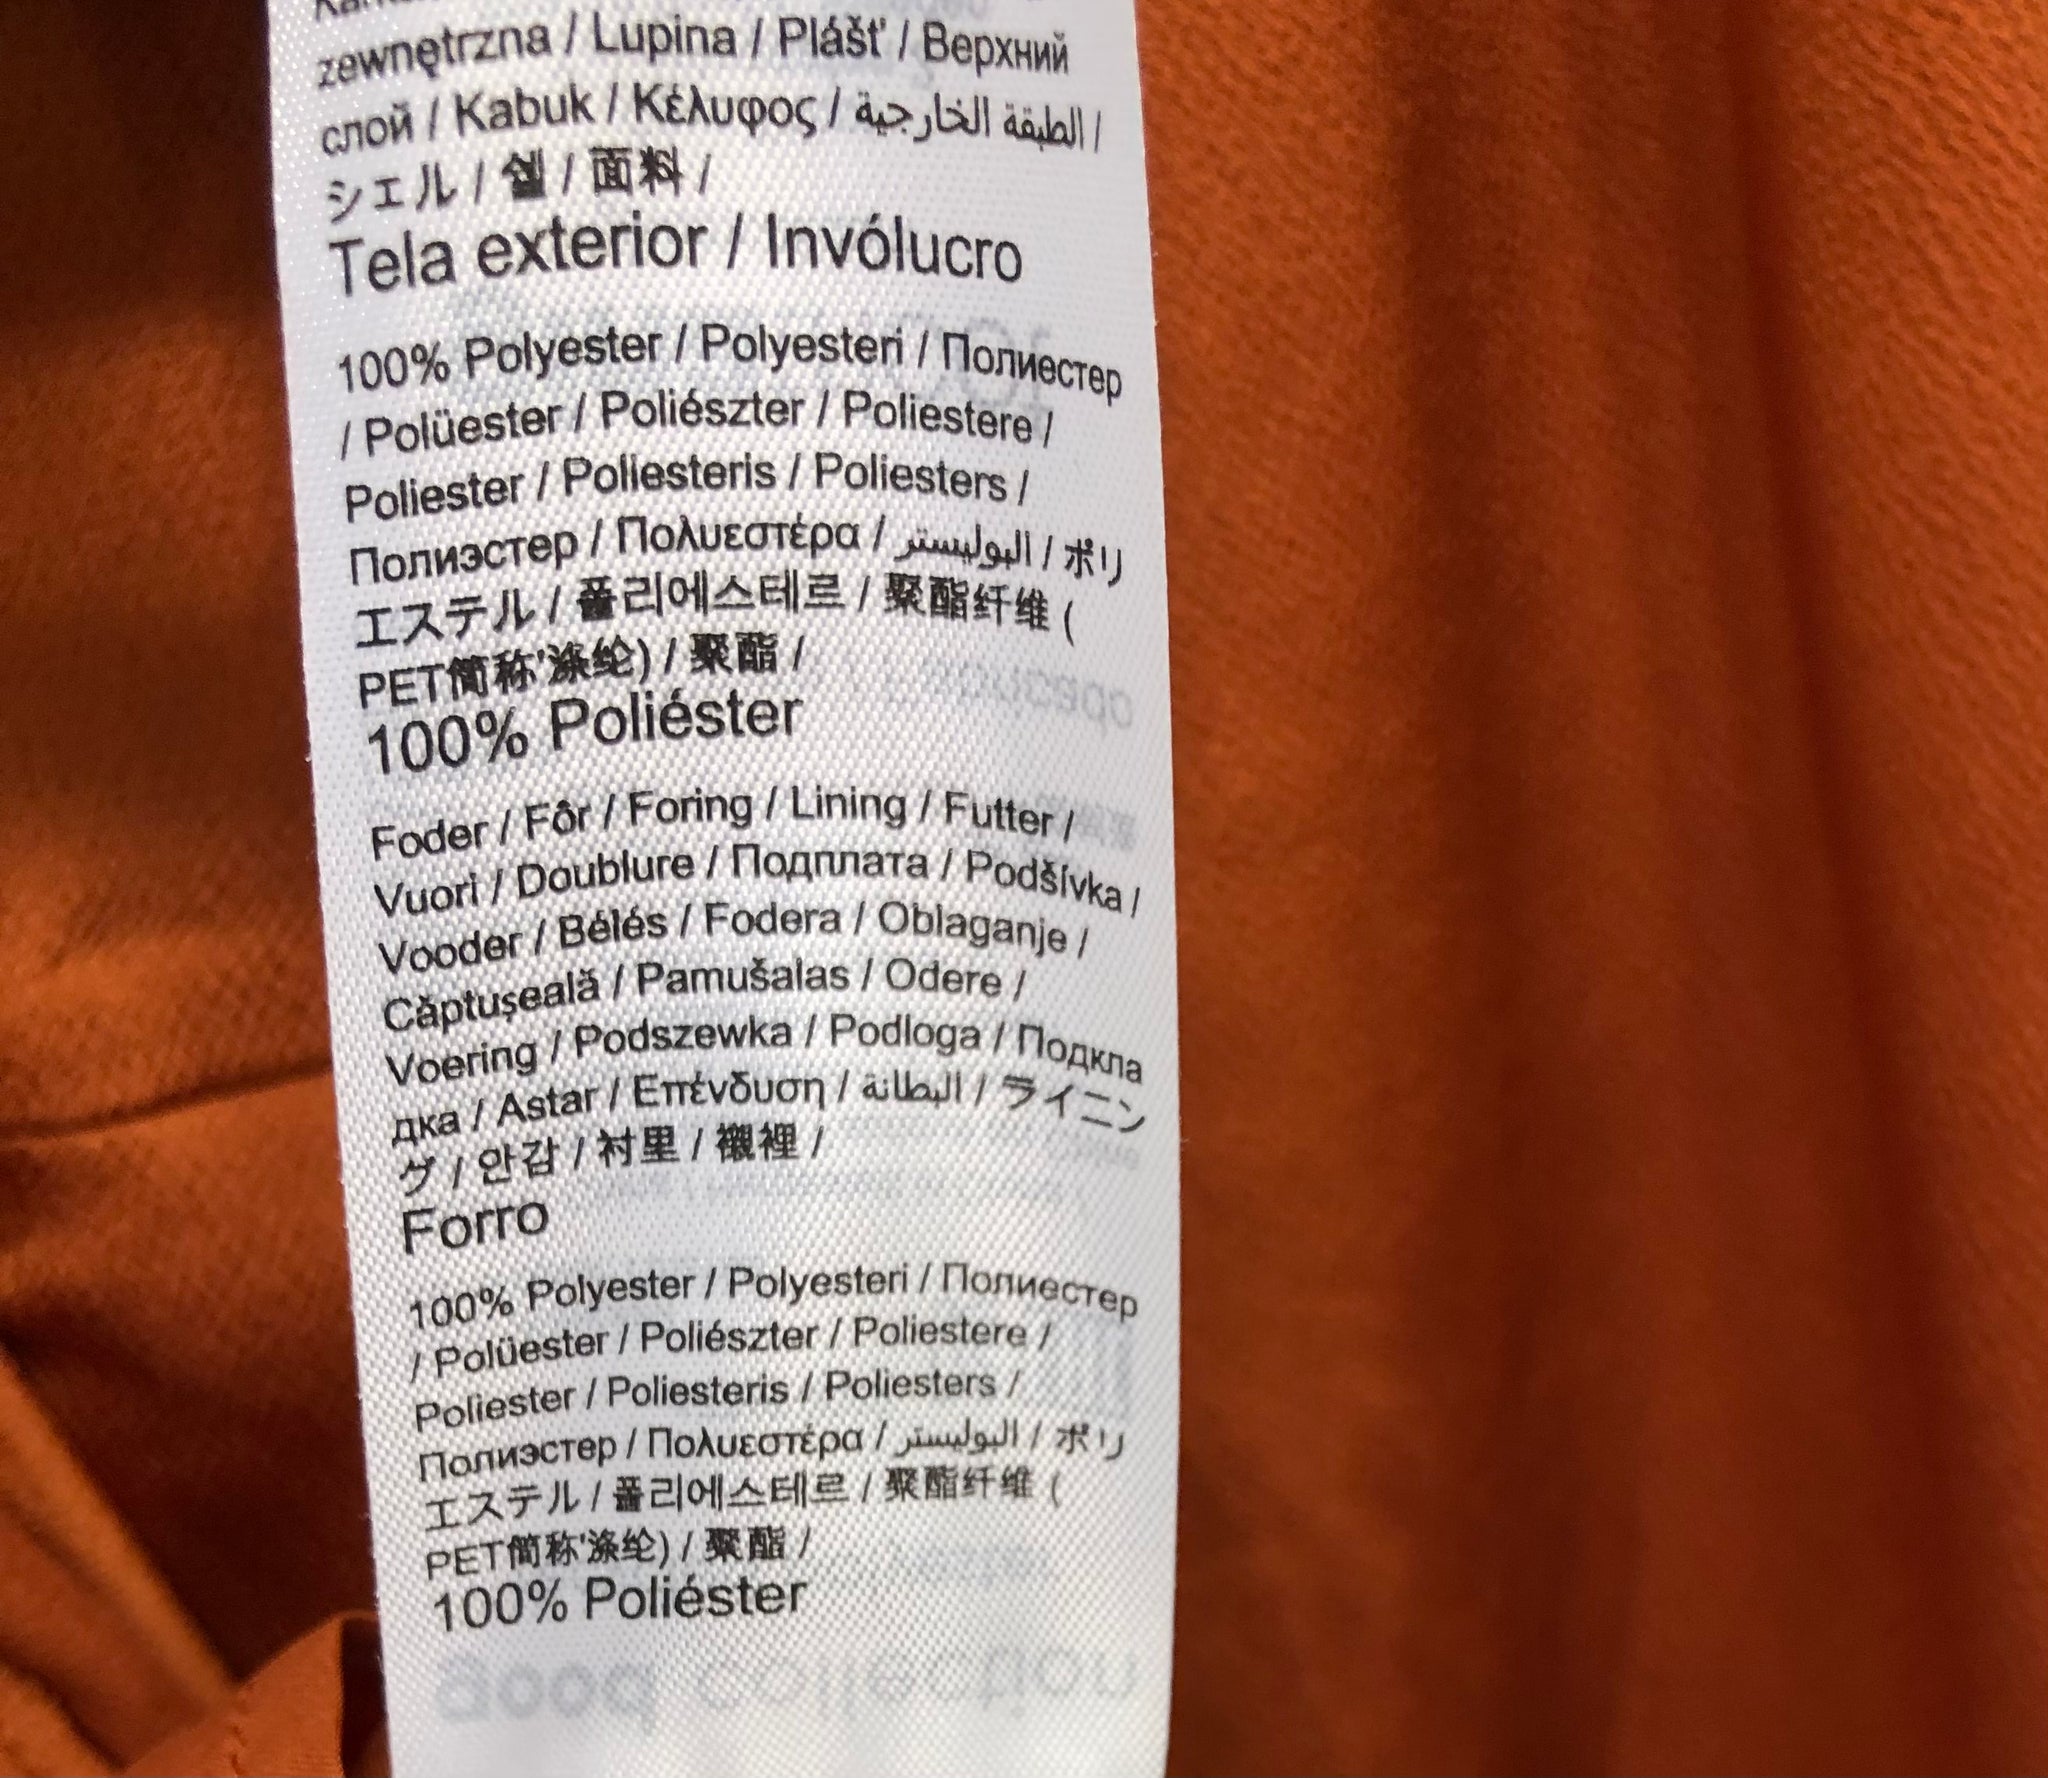 zewnętrzna / Lupina / Plášť / Верхний
слой / Kabuk / Κέλυφος / الطبقة الخارجية /
シェル / 쉘 / 面料 /
Tela exterior / Invólucro
100% Polyester / Polyesteri / Полиестер
/ Polüester / Poliészter / Poliestere /
Poliester / Poliesteris / Poliesters /
Полиэстер / Πολυεστέρα / البوليستر / ポリ
エステル / 폴리에스테르 / 聚酯纤维 (
PET简称'涤纶) / 聚酯 /
100% Poliéster
Foder / Fôr / Foring / Lining / Futter /
Vuori / Doublure / Подплата / Podšívka /
Vooder / Bélés / Fodera / Oblaganje /
Căptuşeală / Pamušalas / Odere /
Voering / Podszewka / Podloga / Подкла
дка / Astar / Επένδυση / البطانة / ライニン
グ / 안감 / 衬里 / 襯裡 /
Forro
100% Polyester / Polyesteri / Полиестер
/ Polüester / Poliészter / Poliestere /
Poliester / Poliesteris / Poliesters /
Полиэстер / Πολυεστέρα / البوليستر / ポリ
エステル / 폴리에스테르 / 聚酯纤维 (
PET简称'涤纶) / 聚酯 /
100% Poliéster